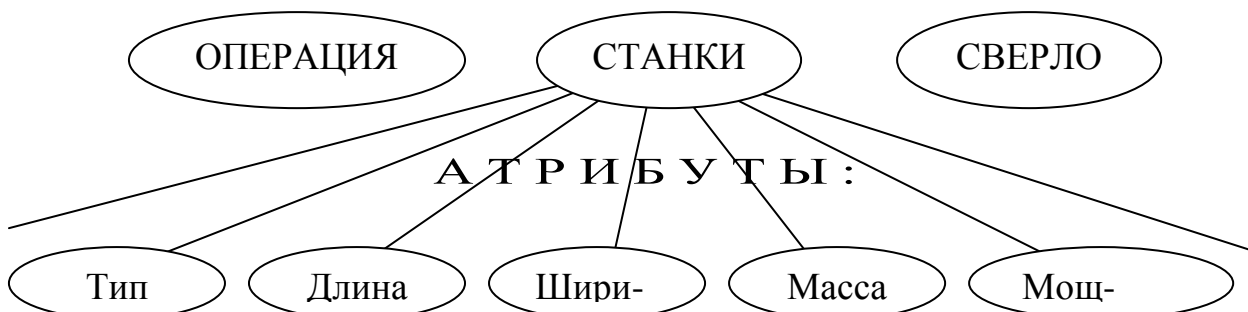 ОПЕРАЦИЯ СТАНКИ СВЕРЛО
АТРИБУТЫ:
Тип Длина Шири- Масса Мощ-